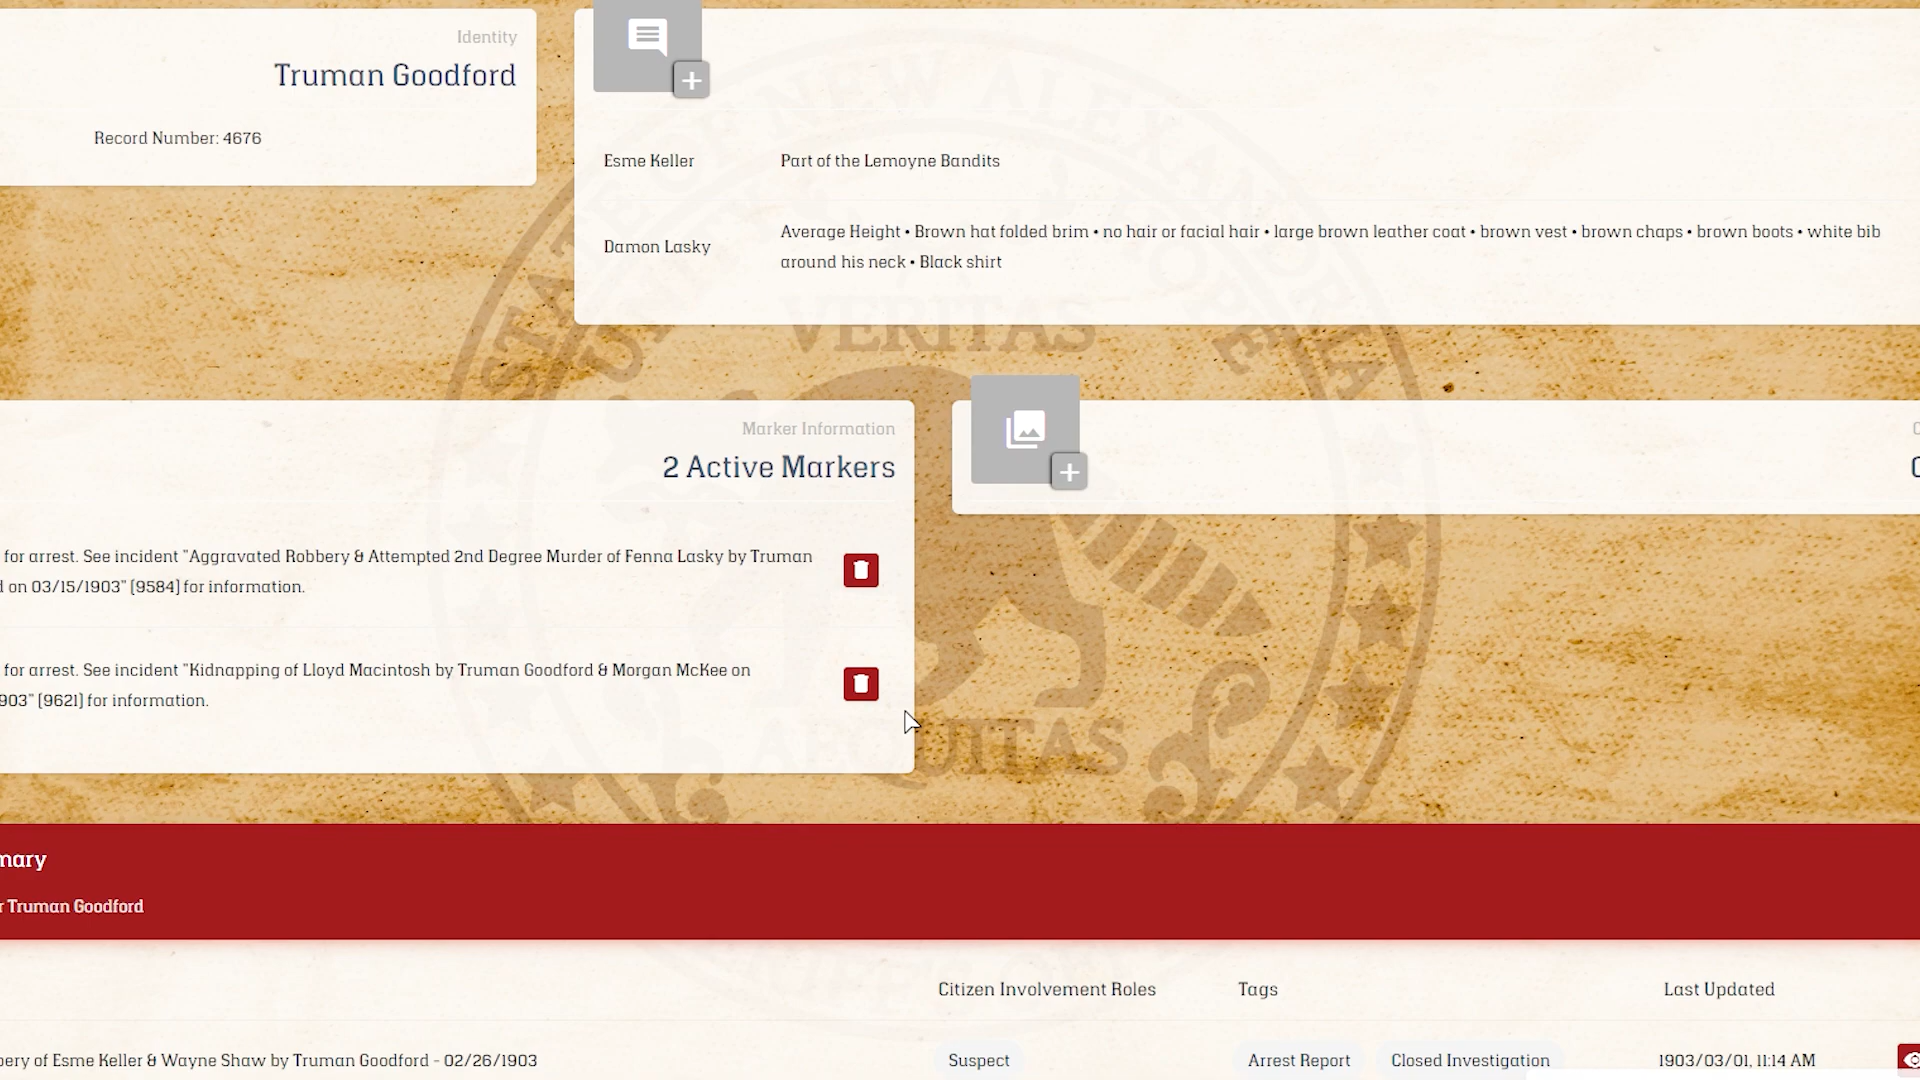 Identity
Truman Goodford
Record Number: 4676
Esme Keller
Part of the Lemoyne Bandits
Damon Lasky
Average Height • Brown hat folded brim • no hair or facial hair • large brown leather coat • brown vest • brown chaps • brown boots • white bib
around his neck • Black shirt
VERITAS
Marker Information
2 Active Markers
for arrest. See incident "Aggravated Robbery & Attempted 2nd Degree Murder of Fenna Lasky by Truman
on 03/15/1903" [9584] for information.
for arrest. See incident "Kidnapping of Lloyd Macintosh by Truman Goodford & Morgan McKee on
903" [9621] for information.
AEQUITAS
mary
r Truman Goodford
Citizen Involvement Roles
Tags
Last Updated
bery of Esme Keller & Wayne Shaw by Truman Goodford - 02/26/1903
Suspect
Arrest Report
Closed Investigation
1903/03/01, 11:14 AM